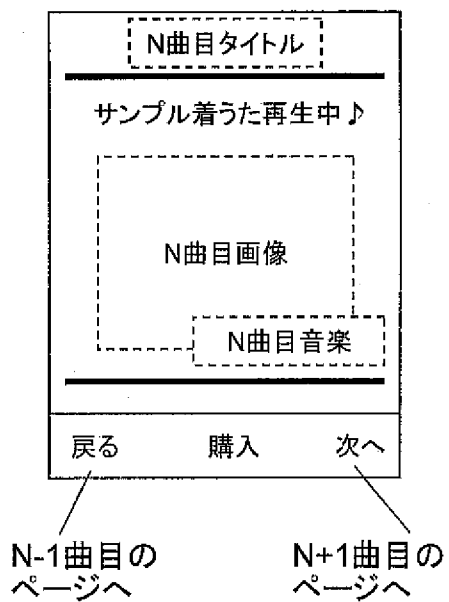 N曲目タイトル
サンプル着うた再生中♪
N曲目画像
N曲目音楽
戻る 購入 次へ
N-1曲目の
ページへ
N+1曲目の
ページへ